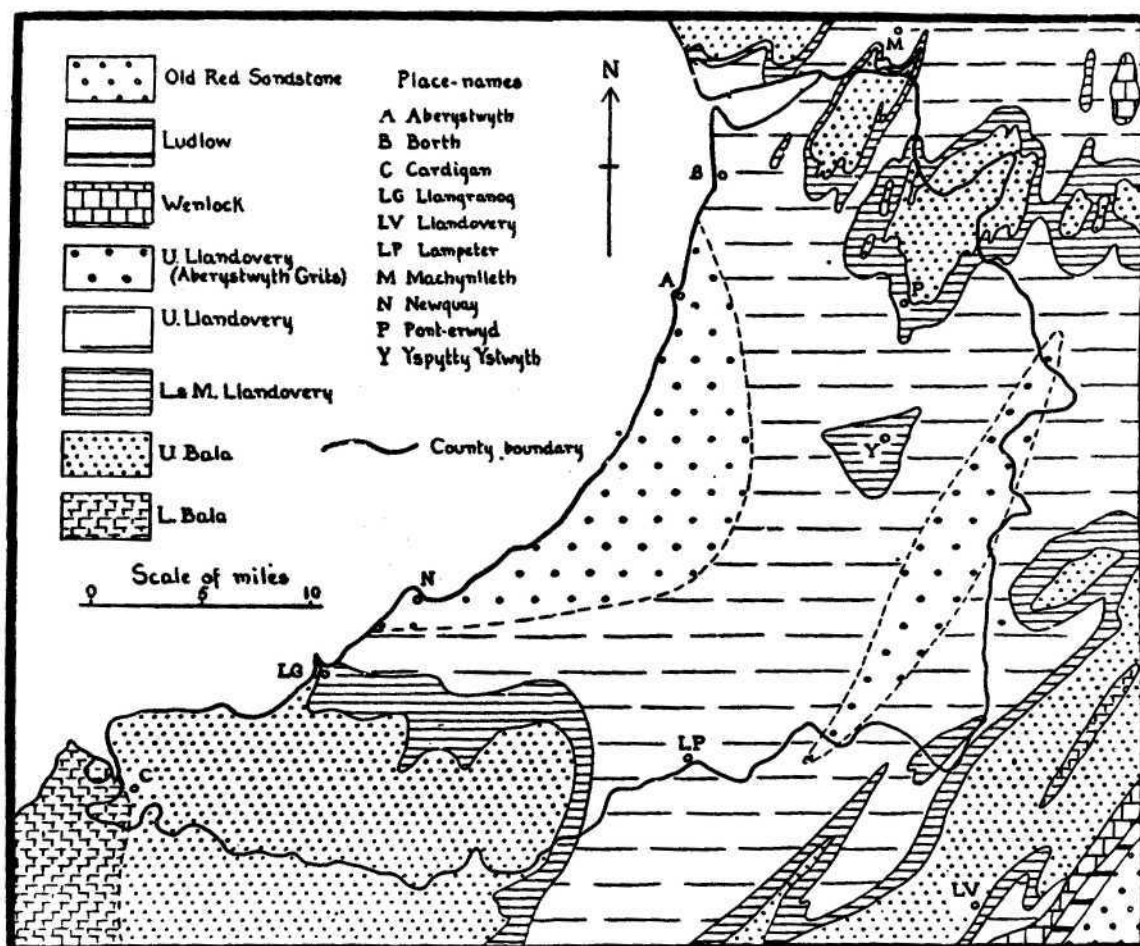 Old Red Sandstone
Ludlow
Wenlock
U. Llandovery
(Aberystwyth Grits)
U. Llandovery
L & M. Llandovery
U. Bala
L. Bala
Scale of miles
0 5 10
Place-names
A Aberystwyth
B Borth
C Cardigan
LG Llangranog
LV Llandovery
LP Lampeter
M Machynlleth
N Newquay
P Pont-erwyd
Y Yspytty Ystwyth
County boundary
N
M
B
A
P
Y
N
LG
C
LP
LV